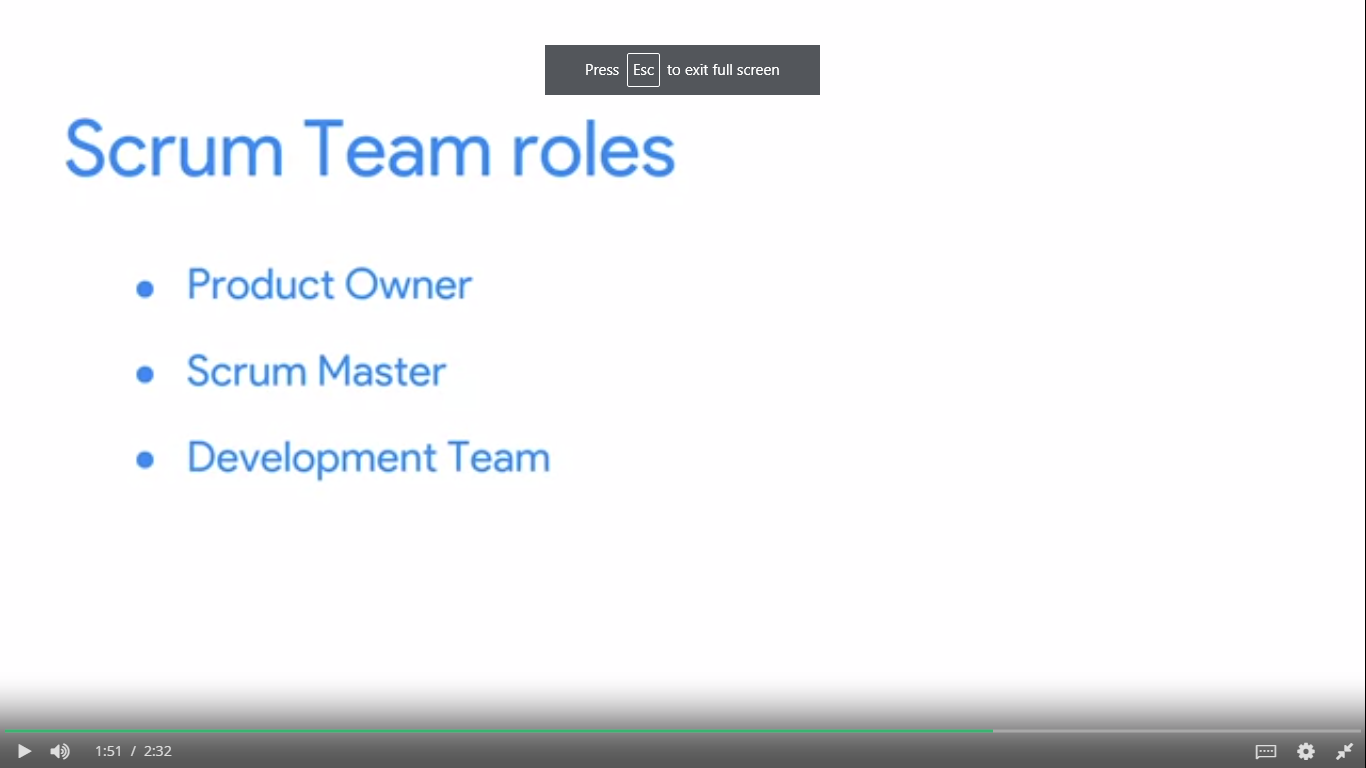 Press Esc to exit full screen
Scrum Team roles
● Product Owner
● Scrum Master
● Development Team
1:51 / 2:32